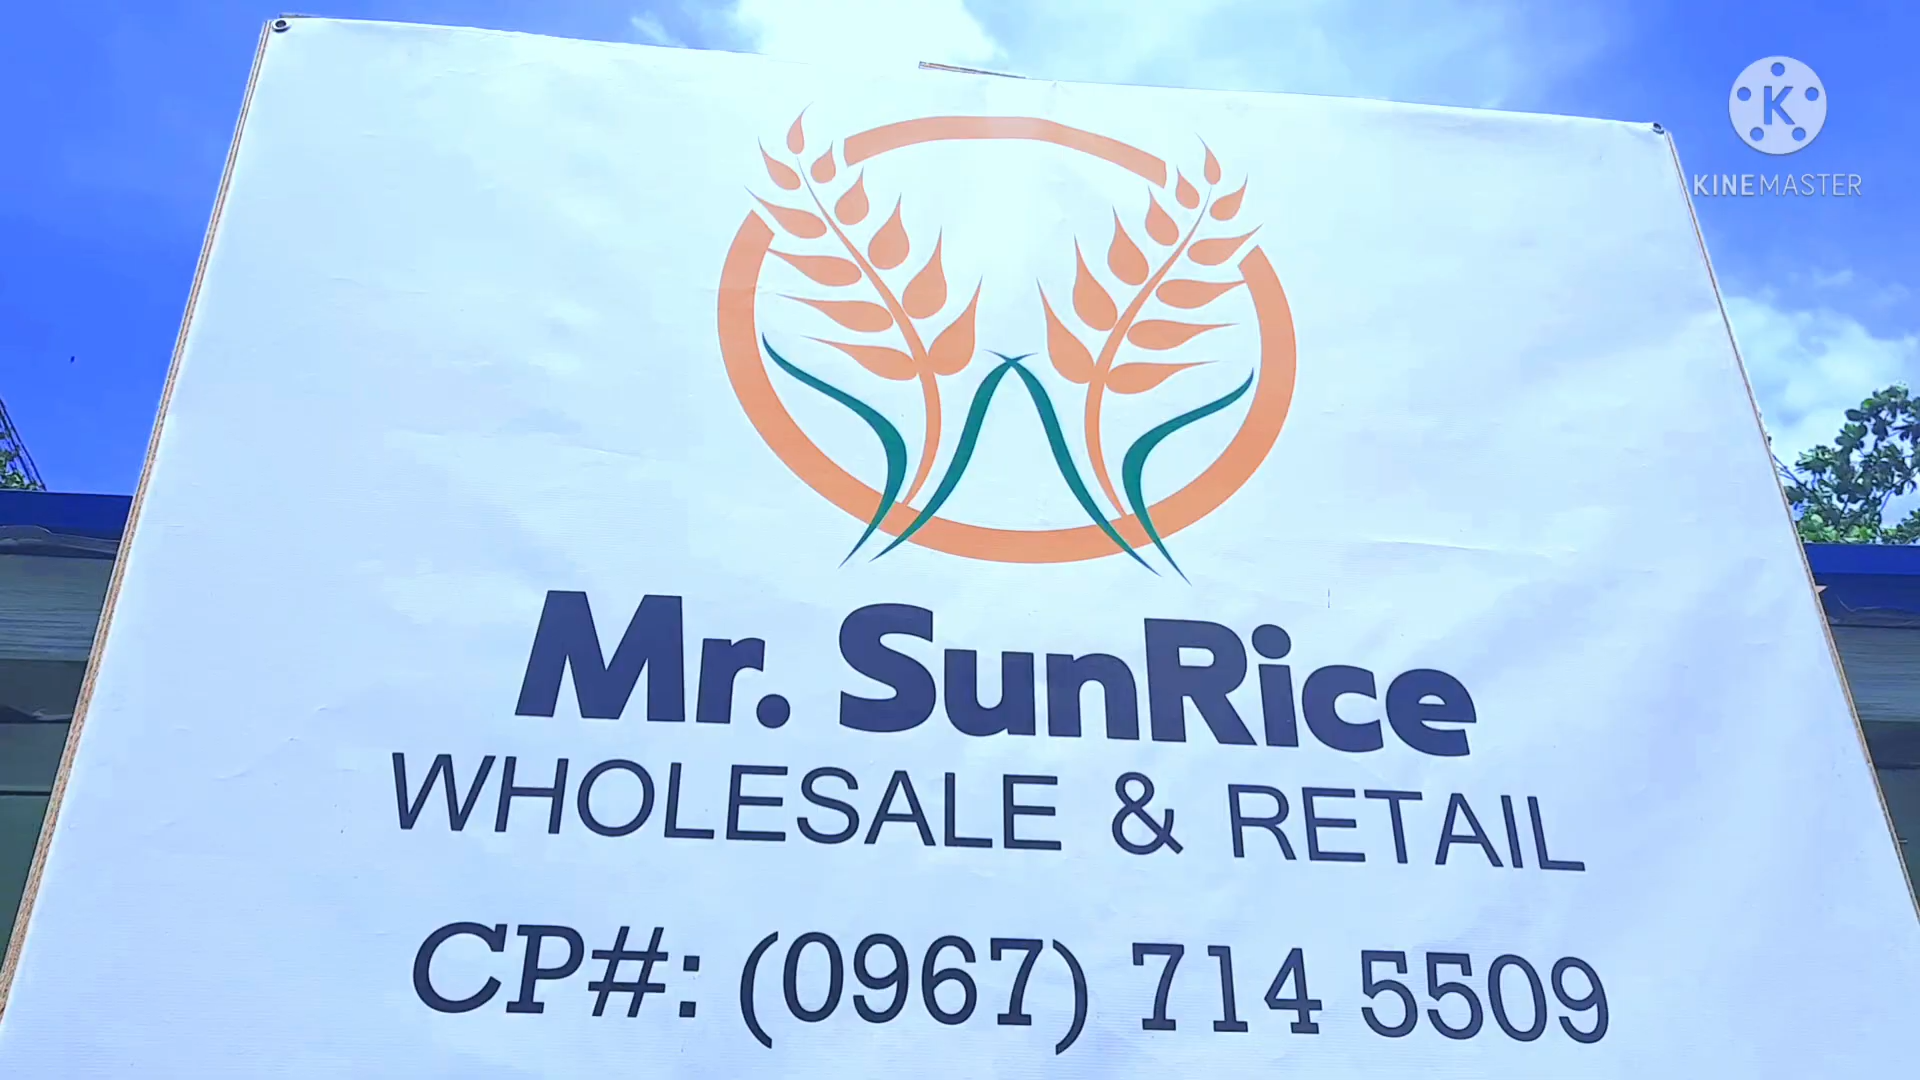 K
KINEMASTER
Mr. SunRice
WHOLESALE & RETAIL
CP#: (0967) 714 5509